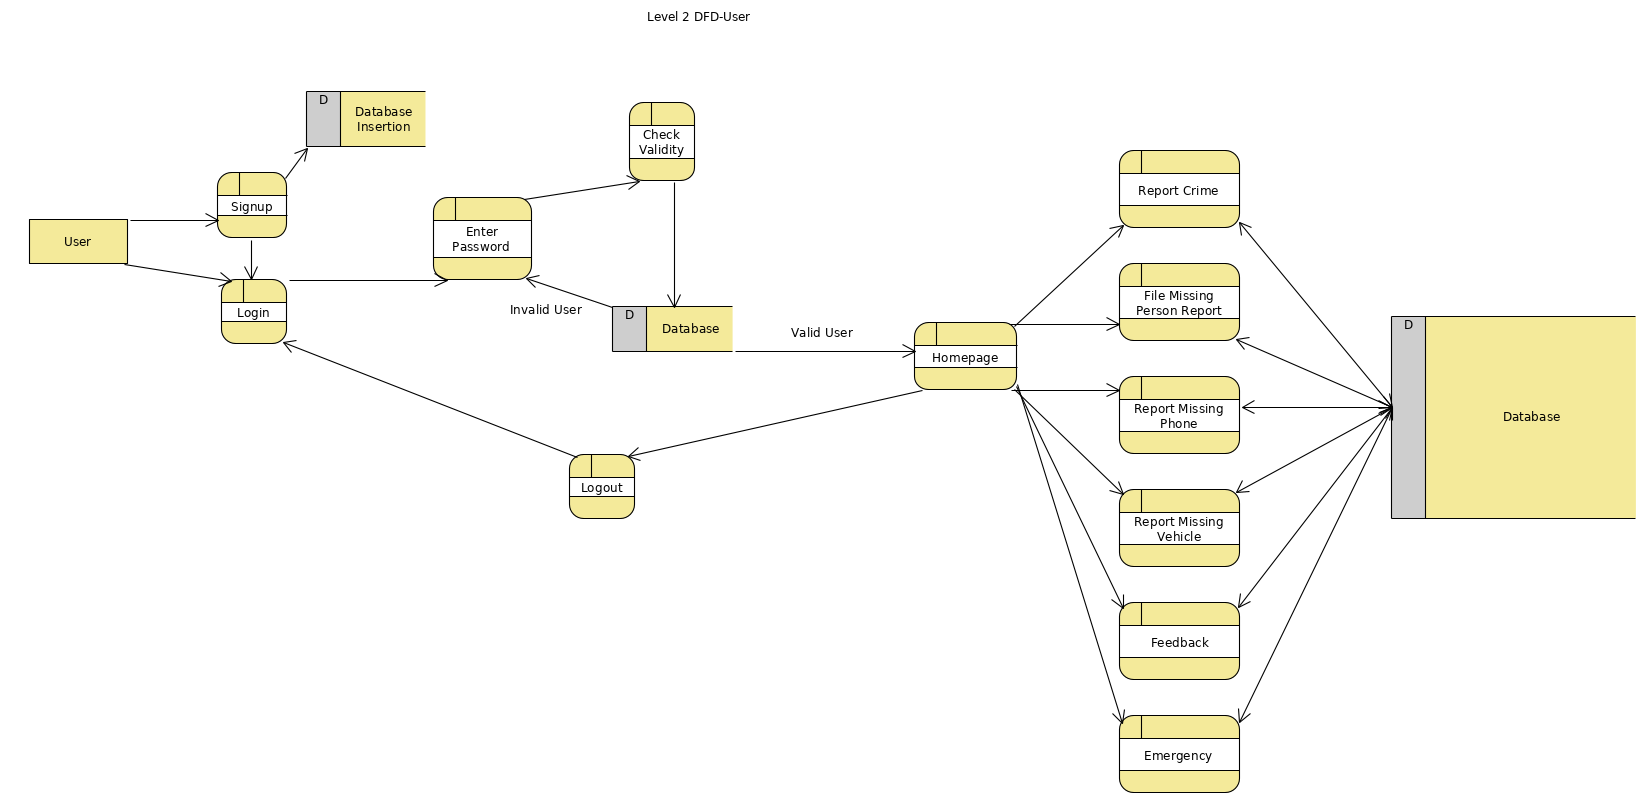 Level 2 DFD-User
D
Database
Insertion
Check
Validity
Signup
User
Enter
Password
Login
Invalid User
D
Database
Valid User
Homepage
Logout
Report Crime
File Missing
Person Report
Report Missing
Phone
Report Missing
Vehicle
Feedback
Emergency
D
Database